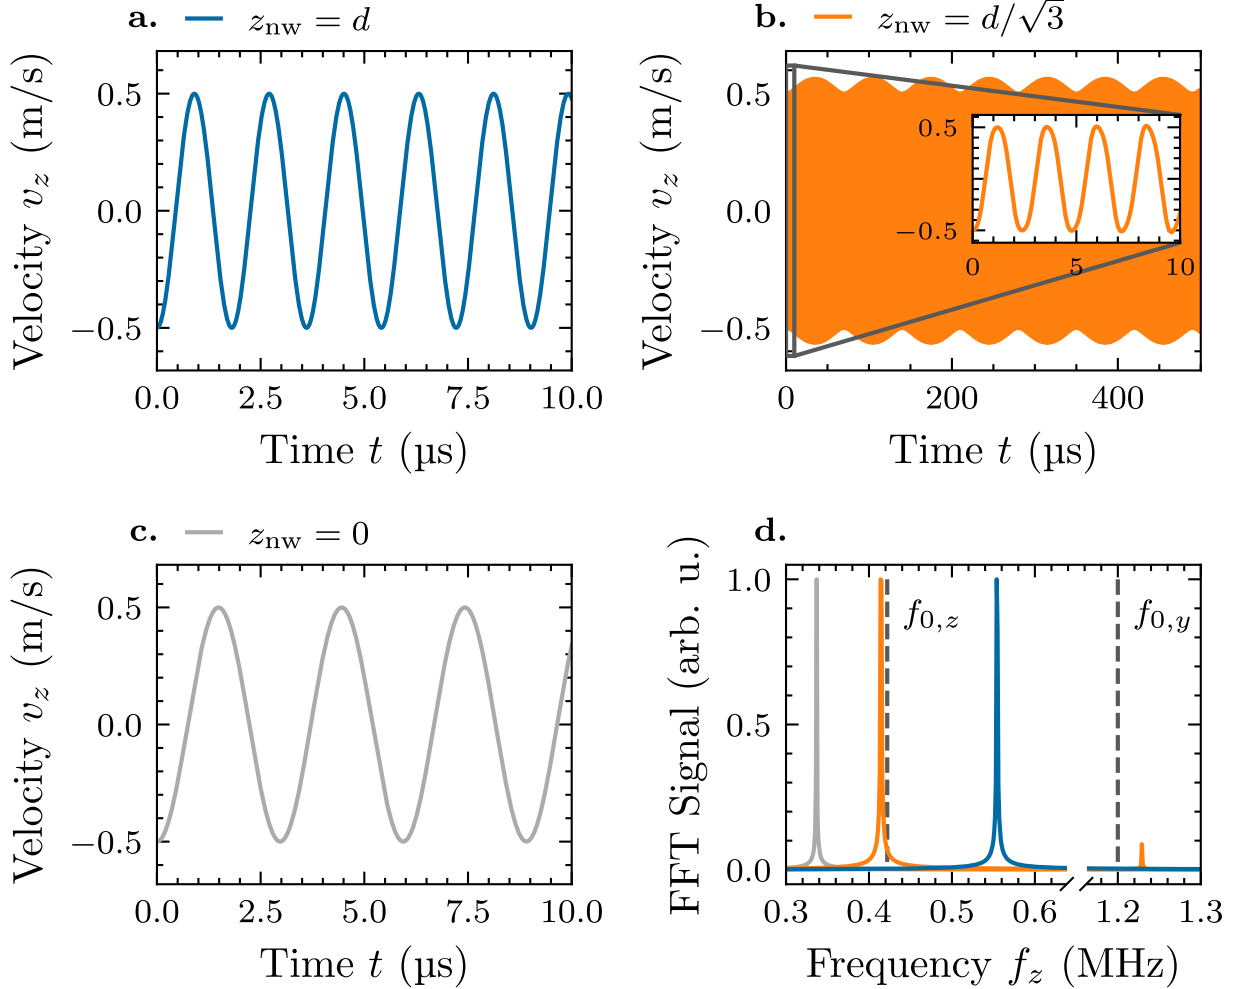 a. z_nw = d
Velocity v_z (m/s)
0.5
0.0
−0.5
0.0 2.5 5.0 7.5 10.0
Time t (µs)
b. z_nw = d/√3
Velocity v_z (m/s)
0.5
0.0
−0.5
0.5
−0.5
0 5 10
0 200 400
Time t (µs)
c. z_nw = 0
Velocity v_z (m/s)
0.5
0.0
−0.5
0.0 2.5 5.0 7.5 10.0
Time t (µs)
d.
FFT Signal (arb. u.)
1.0
0.5
0.0
f_0,z
f_0,y
0.3 0.4 0.5 0.6 1.2 1.3
Frequency f_z (MHz)